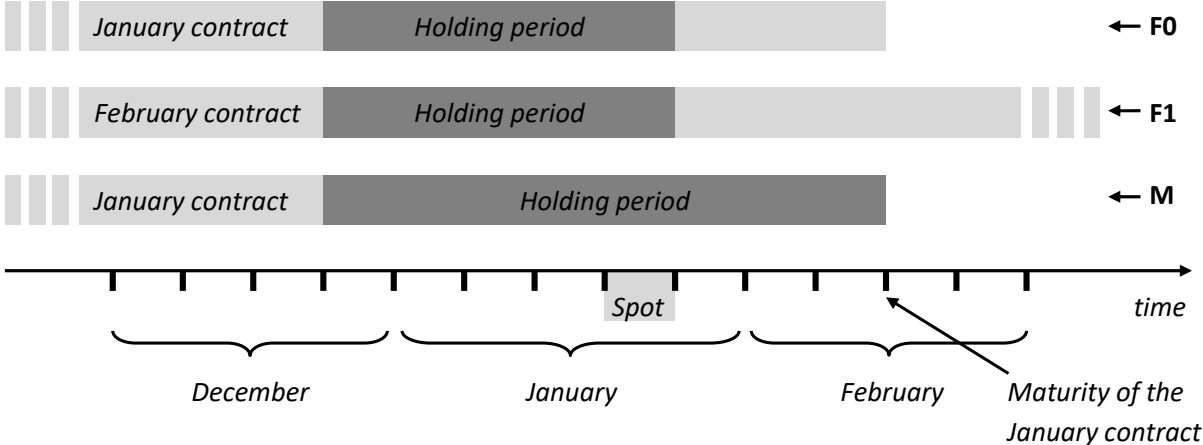 January contract Holding period F0
February contract Holding period F1
January contract Holding period M
Spot time
December January February Maturity of the
January contract